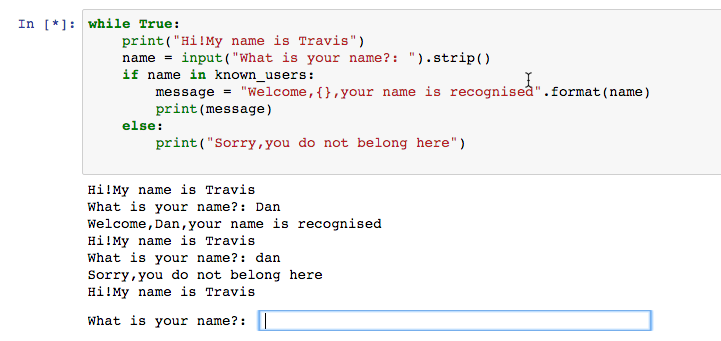 In [*]: while True:
    print("Hi!My name is Travis")
    name = input("What is your name?: ").strip()
    if name in known_users:
        message = "Welcome,{},your name is recognised".format(name)
        print(message)
    else:
        print("Sorry,you do not belong here")
Hi!My name is Travis
What is your name?: Dan
Welcome,Dan,your name is recognised
Hi!My name is Travis
What is your name?: dan
Sorry,you do not belong here
Hi!My name is Travis
What is your name?: